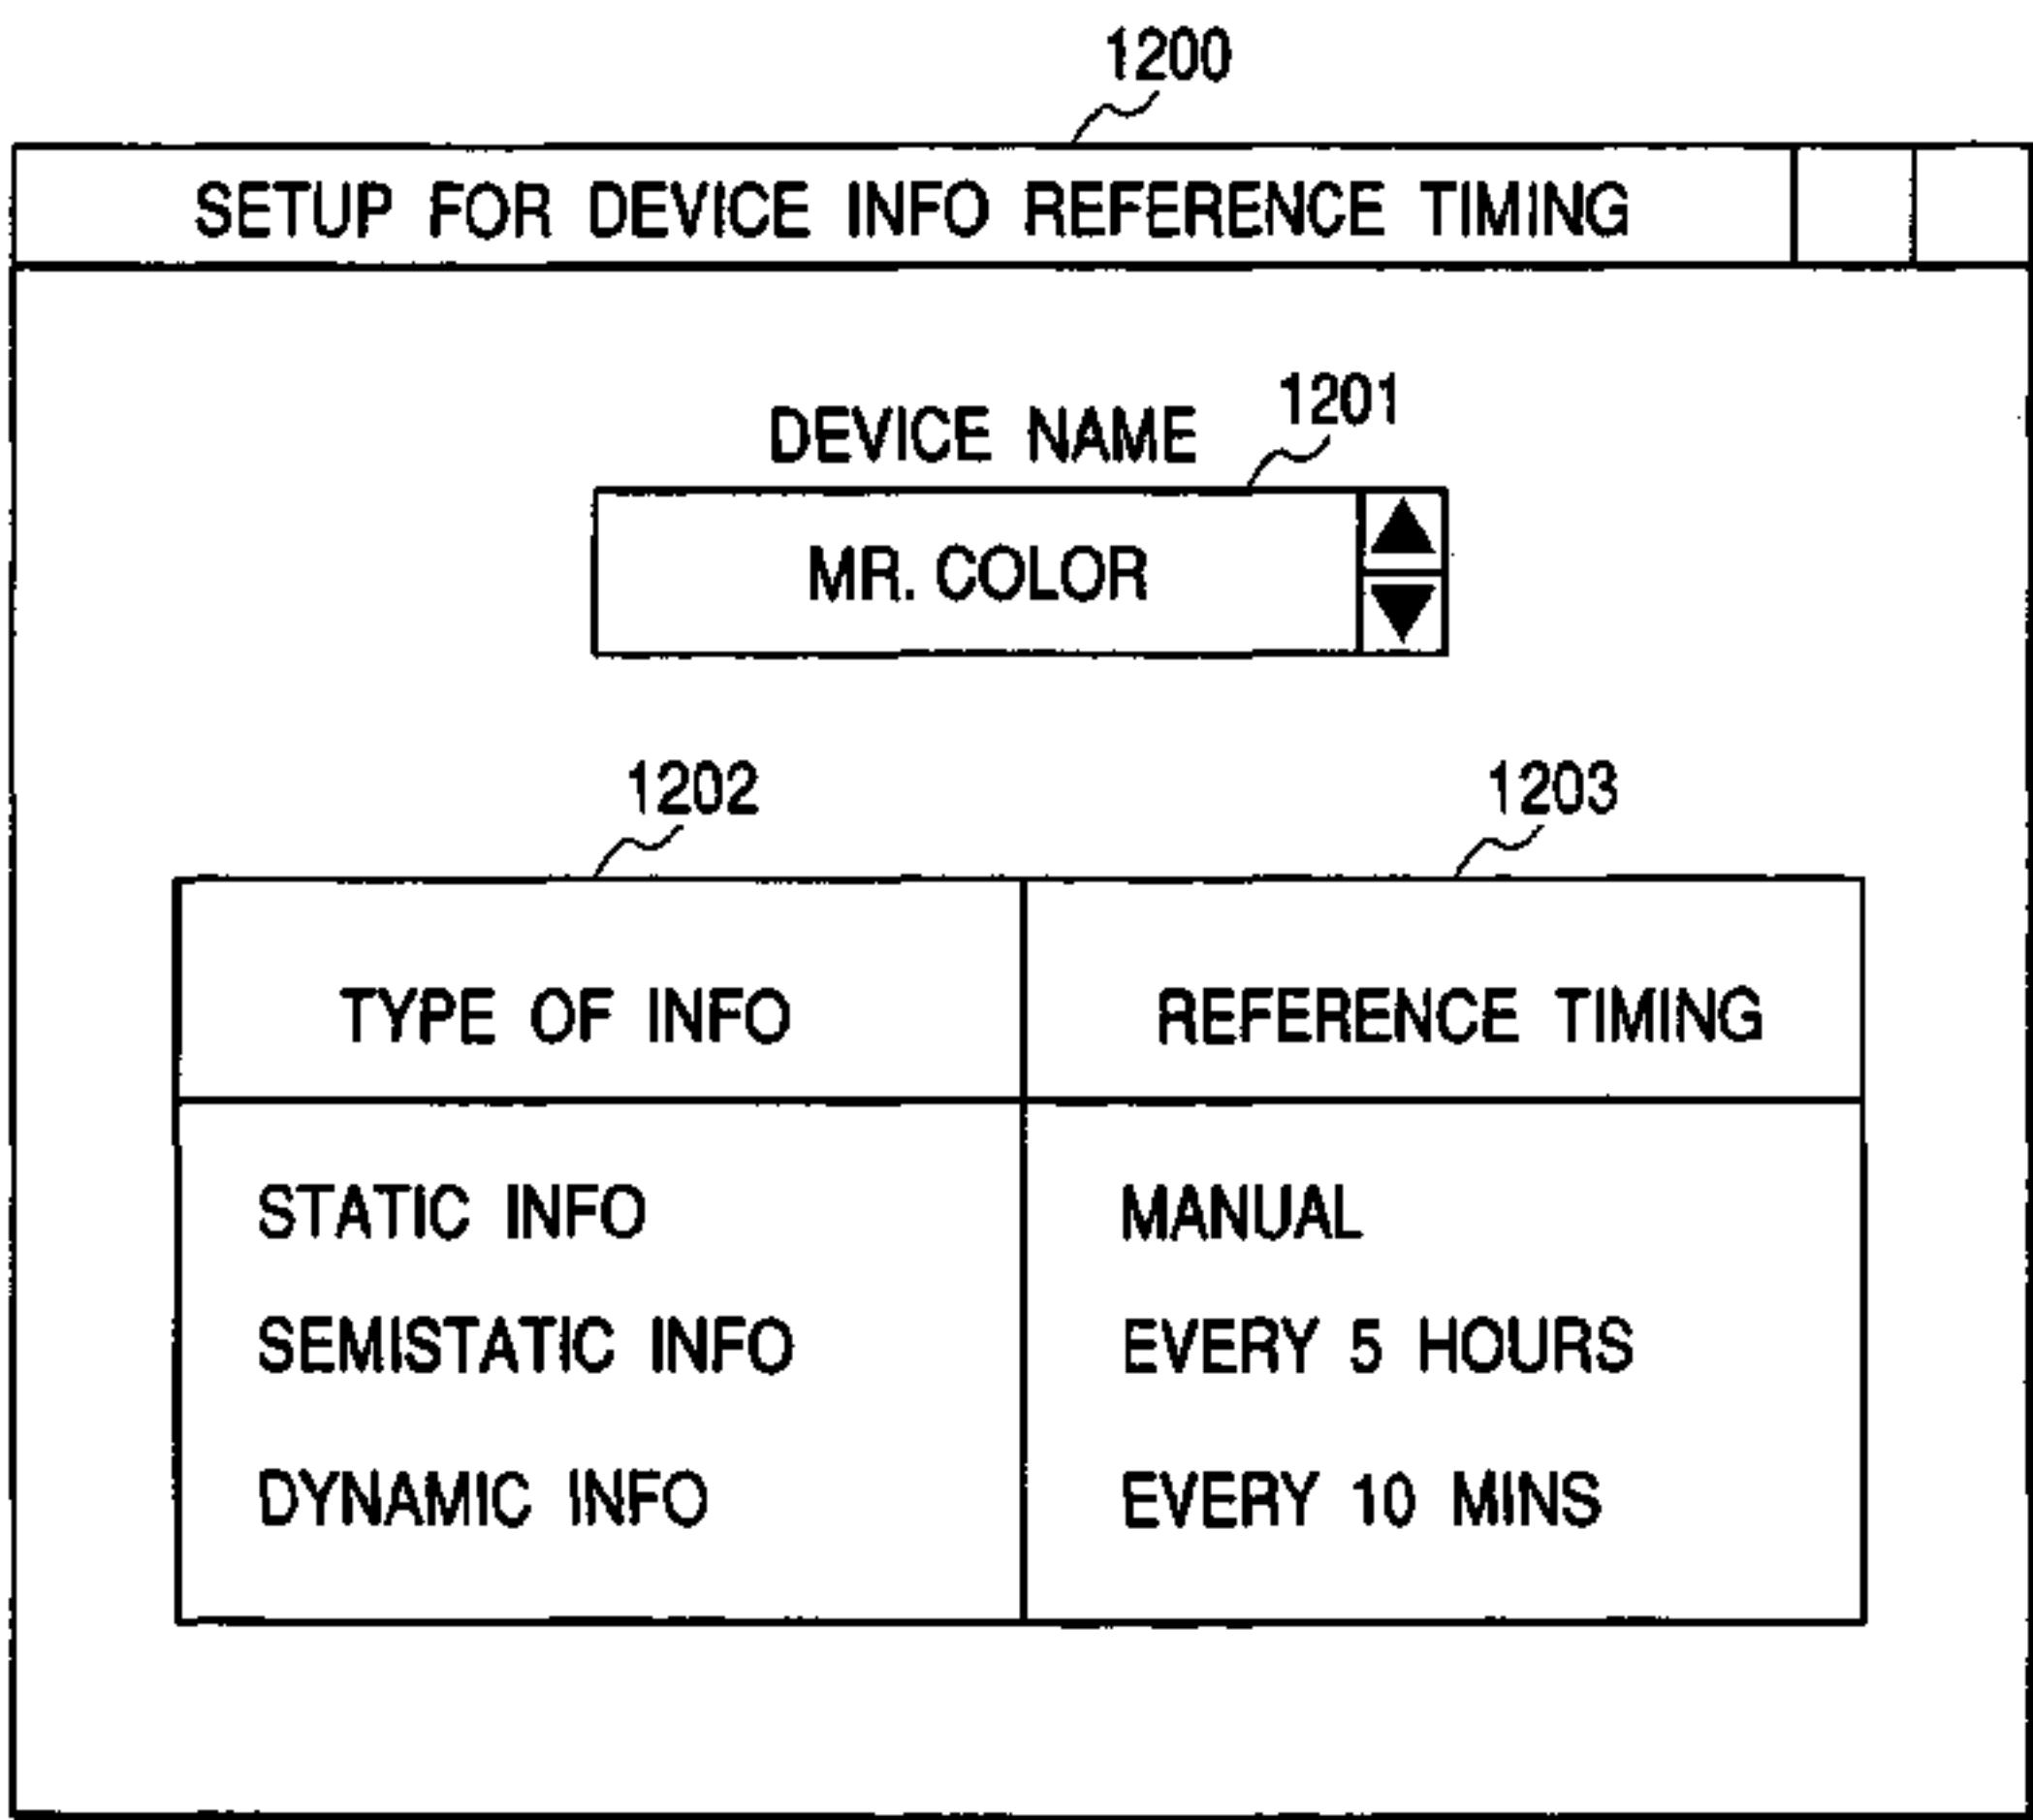 1200
SETUP FOR DEVICE INFO REFERENCE TIMING
DEVICE NAME
1201
MR. COLOR
1202
1203
TYPE OF INFO
REFERENCE TIMING
STATIC INFO
MANUAL
SEMISTATIC INFO
EVERY 5 HOURS
DYNAMIC INFO
EVERY 10 MINS